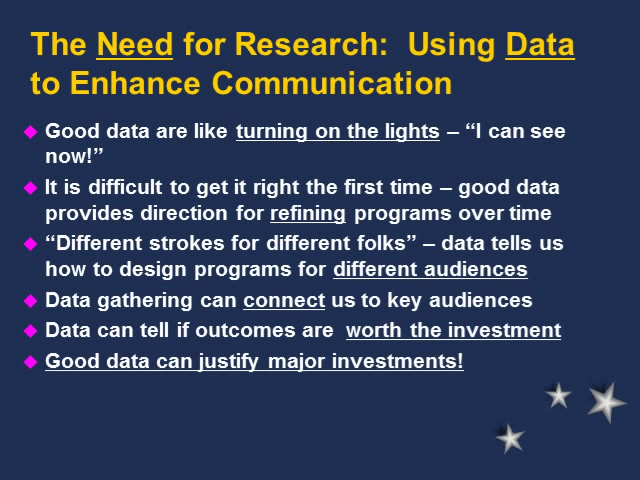 The Need for Research:  Using Data
to Enhance Communication
Good data are like turning on the lights – “I can see
now!”
It is difficult to get it right the first time – good data
provides direction for refining programs over time
“Different strokes for different folks” – data tells us
how to design programs for different audiences
Data gathering can connect us to key audiences
Data can tell if outcomes are  worth the investment
Good data can justify major investments!